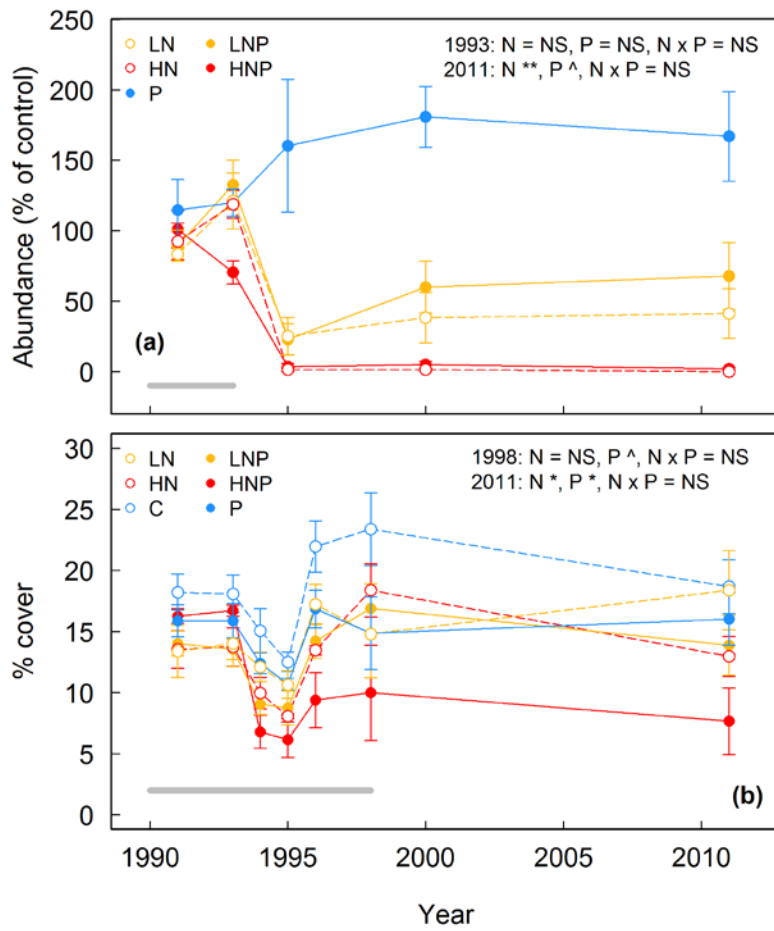 250
200
150
100
50
0
Abundance (% of control)
LN LNP
HN HNP
P
1993: N = NS, P = NS, N x P = NS
2011: N **, P ^, N x P = NS
(a)
30
25
20
15
10
5
0
% cover
LN LNP
HN HNP
C P
1998: N = NS, P ^, N x P = NS
2011: N *, P *, N x P = NS
(b)
1990 1995 2000 2005 2010
Year